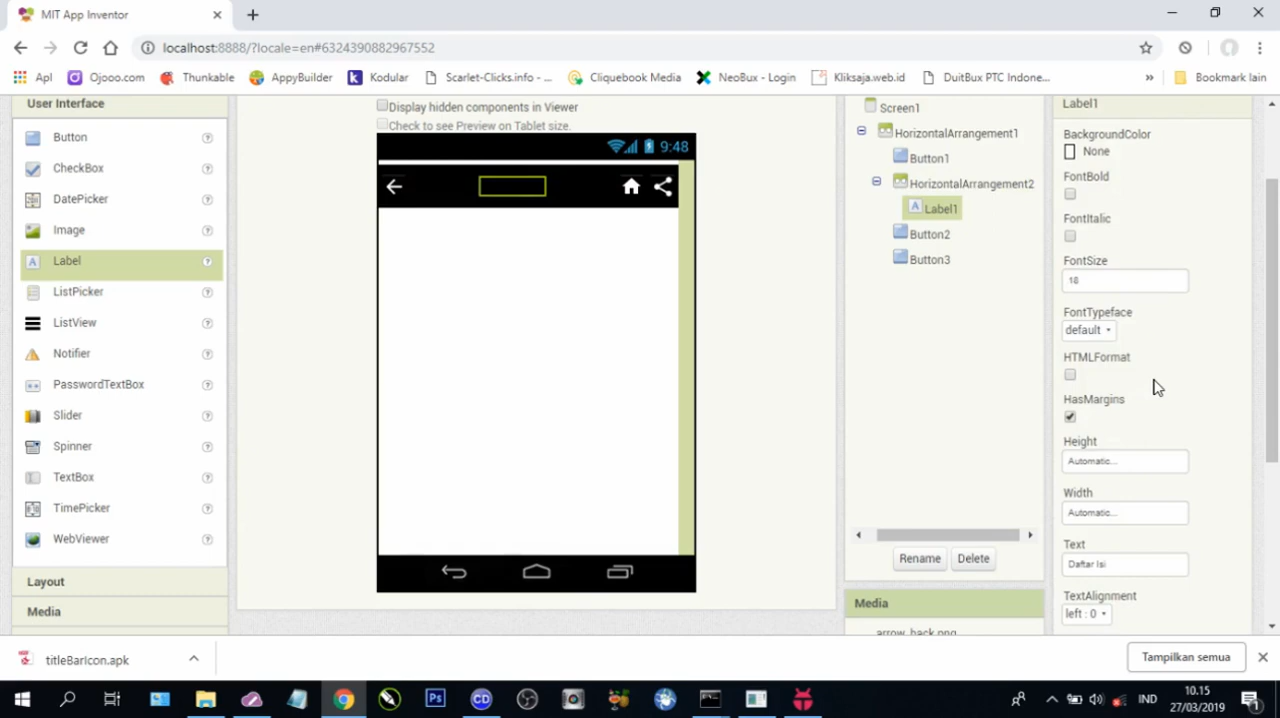 MIT App Inventor
localhost:8888/?locale=en#6324390882967552
Apl
Ojooo.com
Thunkable
AppyBuilder
Kodular
Scarlet-Clicks.info - ...
Cliquebook Media
NeoBux - Login
Kliksaja.web.id
DuitBux PTC Indone...
»
Bookmark lain
User Interface
Button
CheckBox
DatePicker
Image
Label
ListPicker
ListView
Notifier
PasswordTextBox
Slider
Spinner
TextBox
TimePicker
WebViewer
Layout
Media
Display hidden components in Viewer
Check to see Preview on Tablet size.
9:48
Screen1
HorizontalArrangement1
Button1
HorizontalArrangement2
Label1
Button2
Button3
Rename
Delete
Media
arrow_back.png
Label1
BackgroundColor
None
FontBold
FontItalic
FontSize
18
FontTypeface
default
HTMLFormat
HasMargins
Height
Automatic...
Width
Automatic...
Text
Daftar Isi
TextAlignment
left : 0
titleBarIcon.apk
Tampilkan semua
IND
10.15
27/03/2019